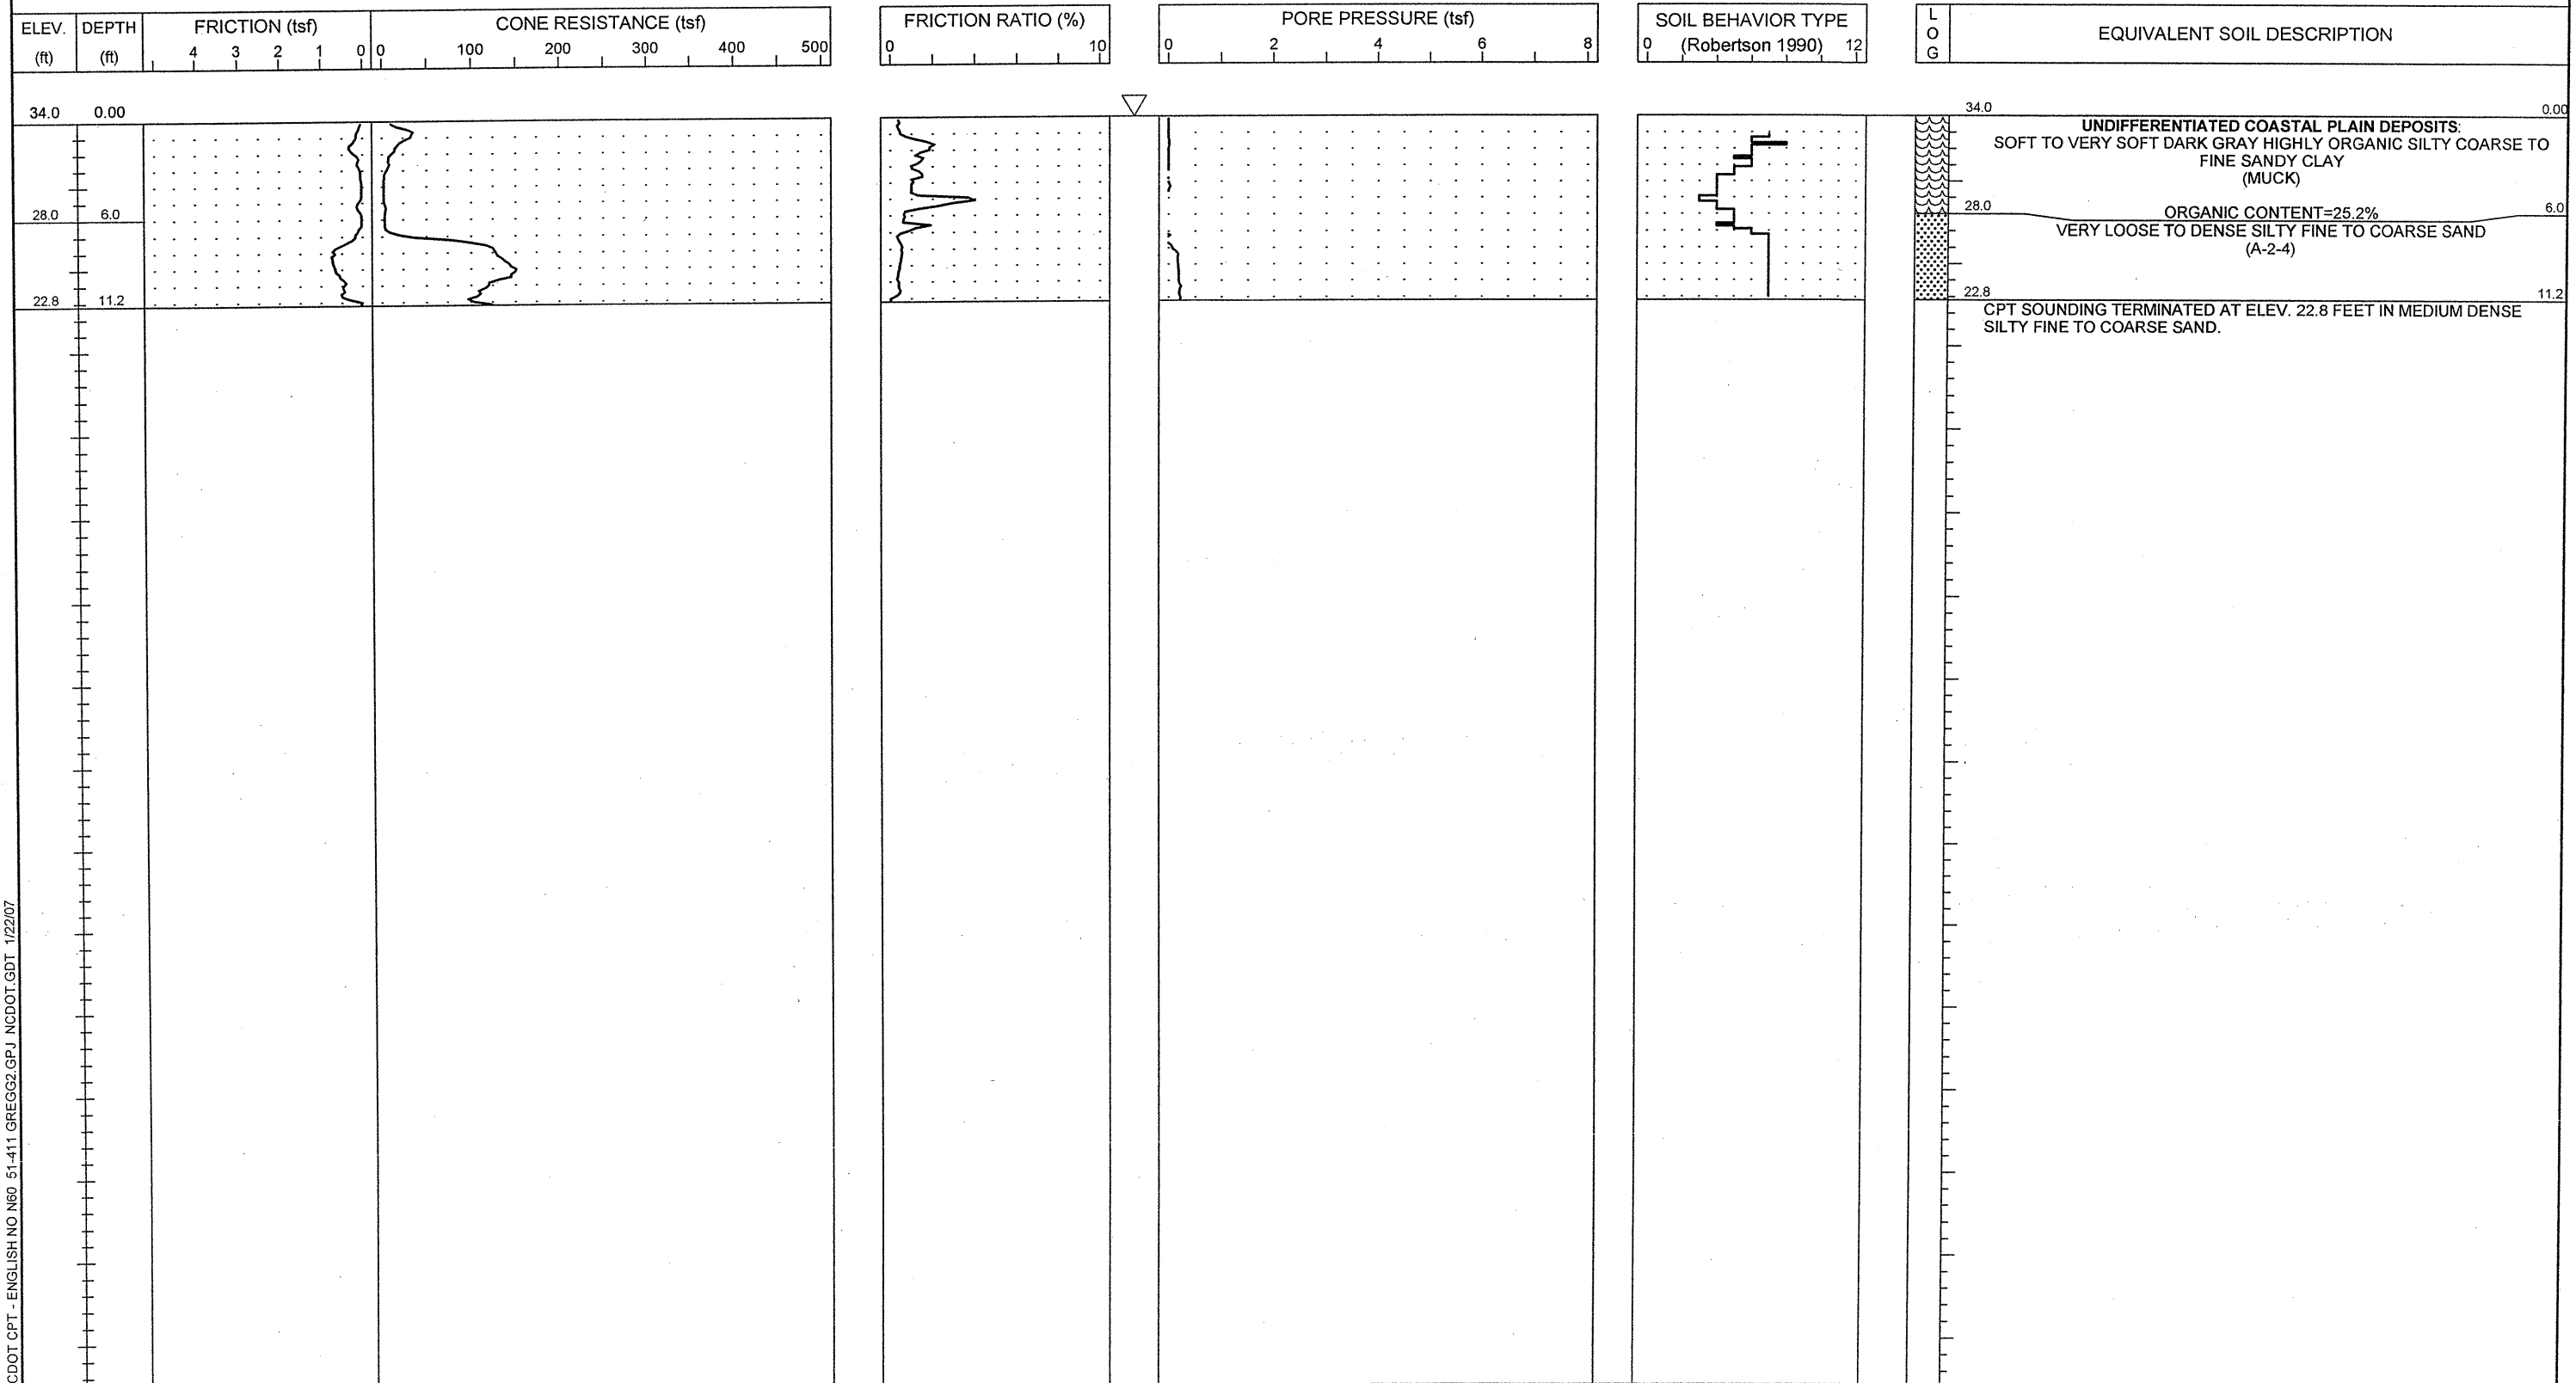 ELEV.
(ft)
DEPTH
(ft)
FRICTION (tsf)
4 3 2 1 0
CONE RESISTANCE (tsf)
0 100 200 300 400 500
FRICTION RATIO (%)
0 10
PORE PRESSURE (tsf)
0 2 4 6 8
SOIL BEHAVIOR TYPE
(Robertson 1990)
0 12
L
O
G
EQUIVALENT SOIL DESCRIPTION
34.0 0.00
28.0 6.0
22.8 11.2
34.0 0.00
UNDIFFERENTIATED COASTAL PLAIN DEPOSITS:
SOFT TO VERY SOFT DARK GRAY HIGHLY ORGANIC SILTY COARSE TO
FINE SANDY CLAY
(MUCK)
28.0 ORGANIC CONTENT=25.2% 6.0
VERY LOOSE TO DENSE SILTY FINE TO COARSE SAND
(A-2-4)
22.8 11.2
CPT SOUNDING TERMINATED AT ELEV. 22.8 FEET IN MEDIUM DENSE
SILTY FINE TO COARSE SAND.
CDOT CPT - ENGLISH NO N60 51-411 GREGG2.GPJ NCDOT.GDT 1/22/07